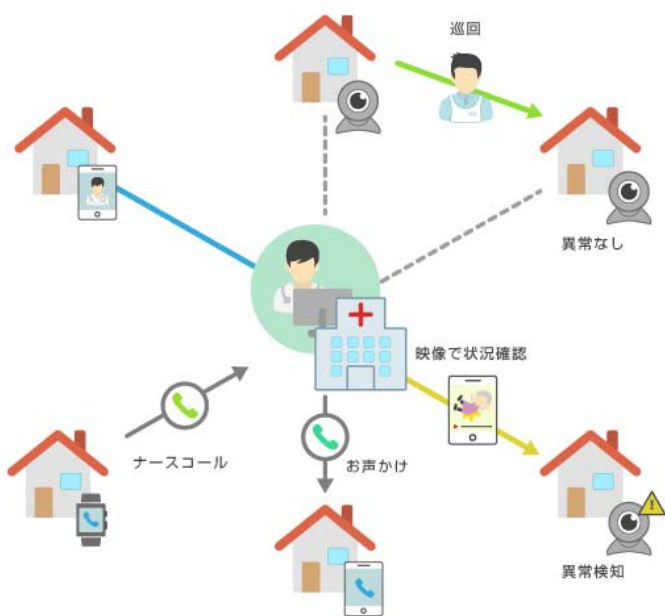 巡回
異常なし
映像で状況確認
ナースコール
お声かけ
異常検知